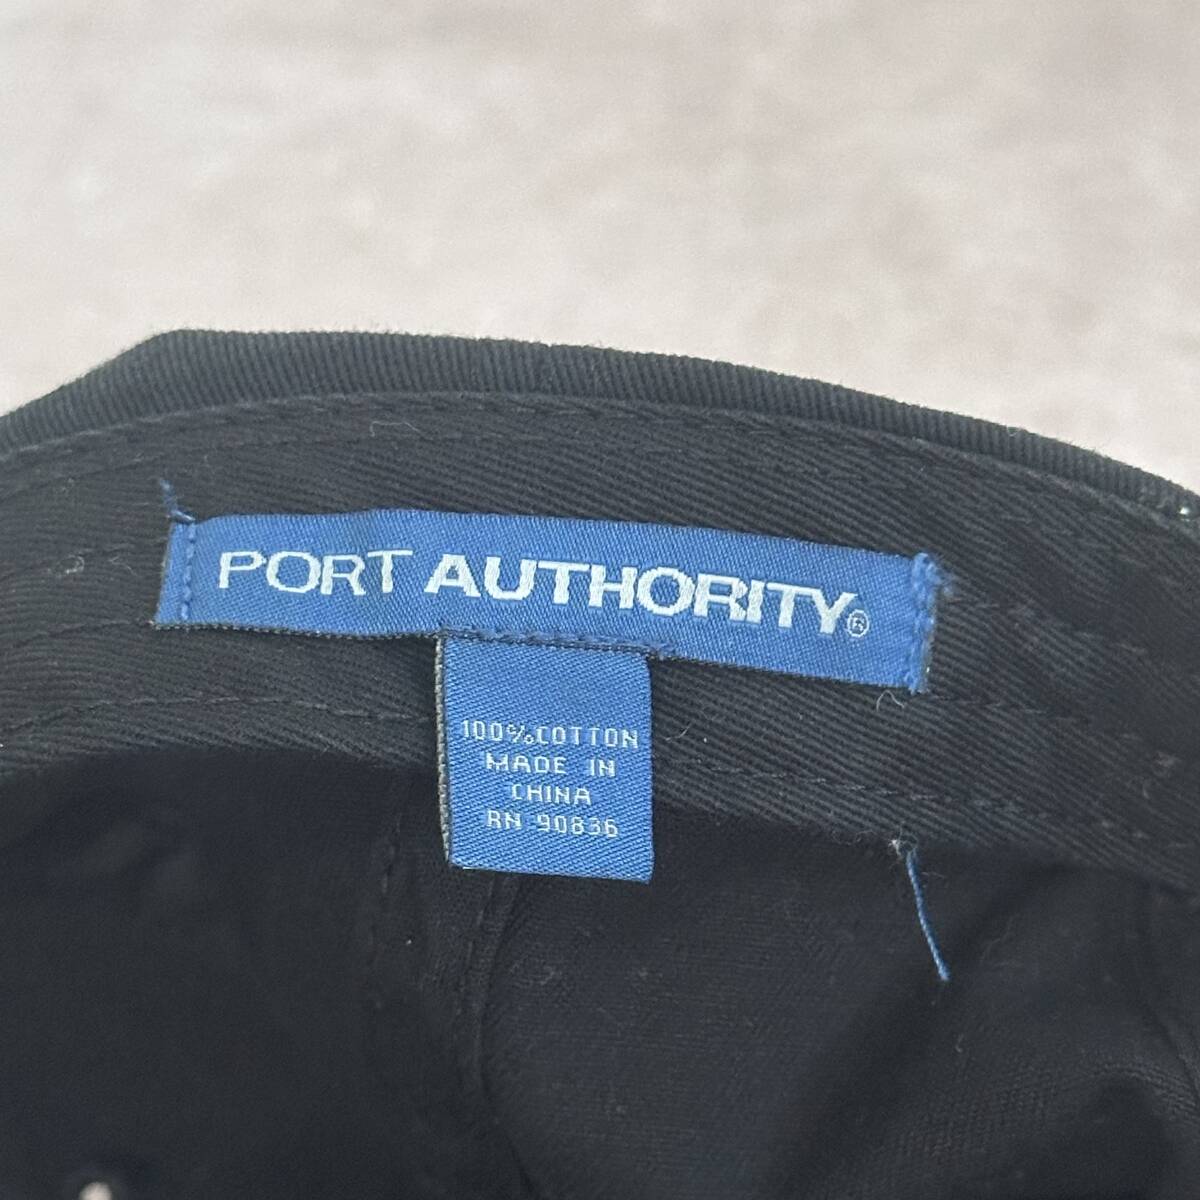 PORT AUTHORITY®
100% COTTON
MADE IN
CHINA
RN 90836